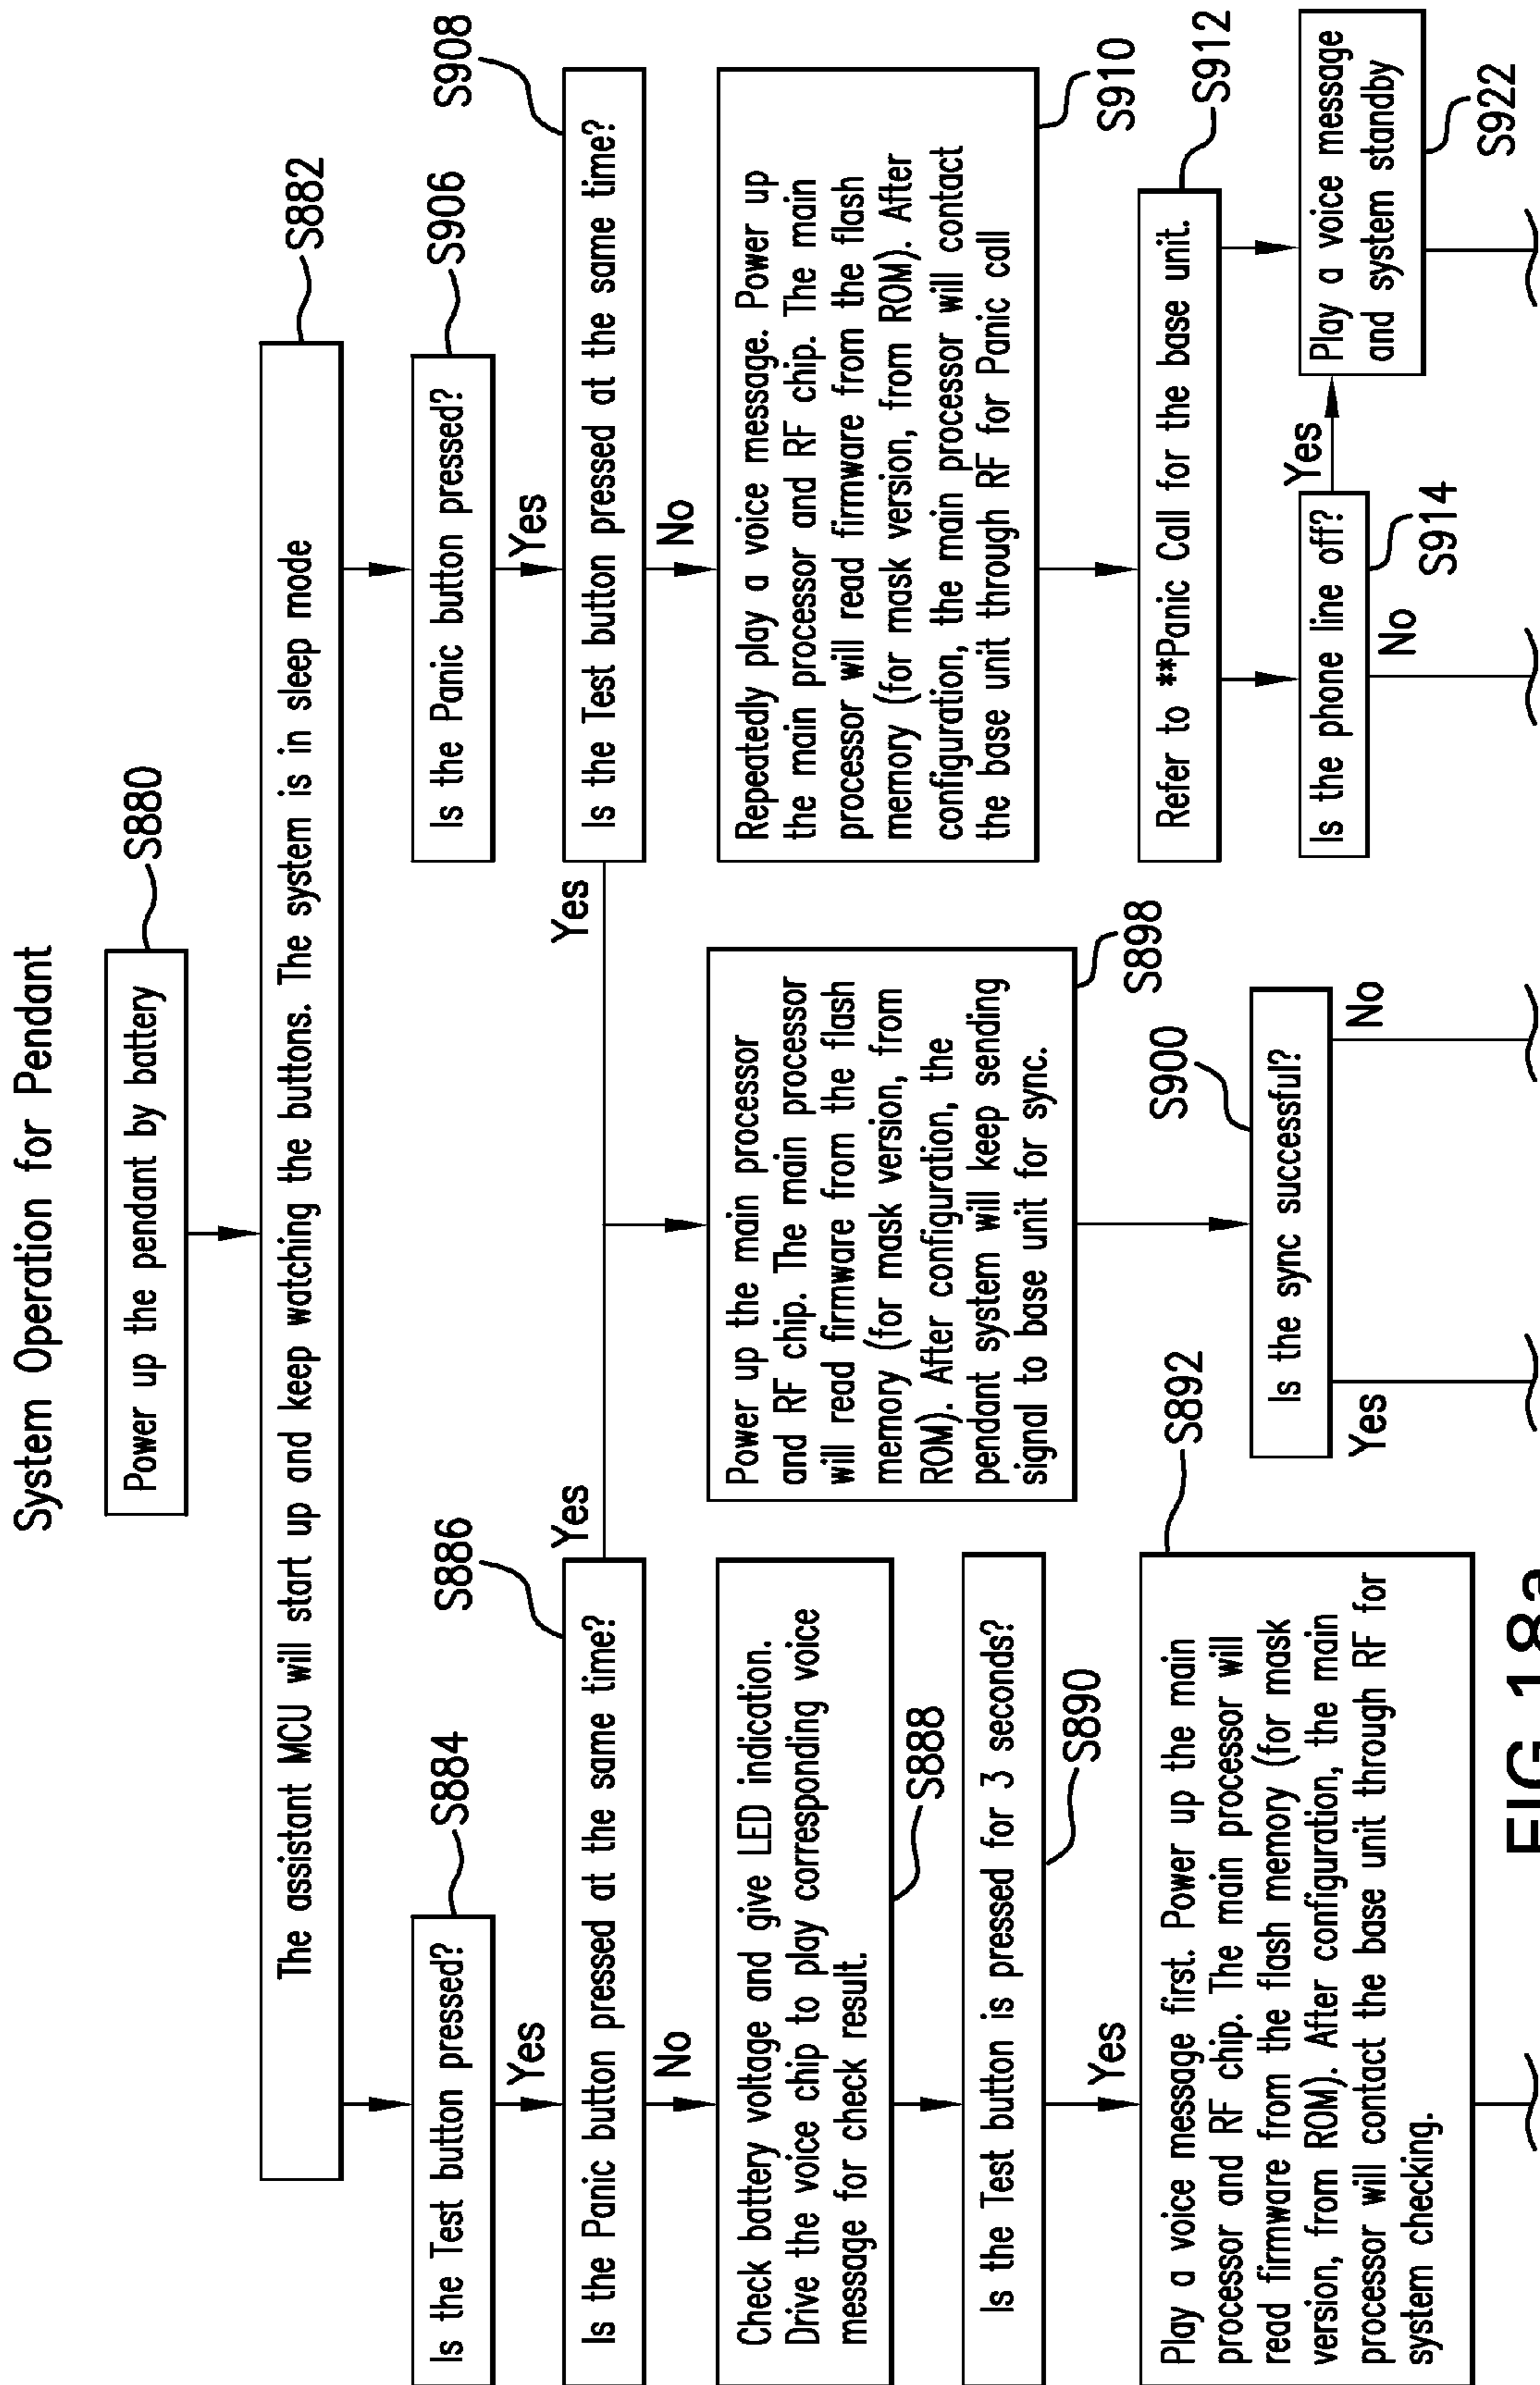 System Operation for Pendant
Power up the pendant by battery
S880
The assistant MCU will start up and keep watching the buttons. The system is in sleep mode
S882
Is the Test button pressed?
S884
Yes
Is the Panic button pressed at the same time?
S886
Yes
No
Check battery voltage and give LED indication.
Drive the voice chip to play corresponding voice
message for check result.
S888
Is the Test button is pressed for 3 seconds?
S890
Yes
Play a voice message first. Power up the main
processor and RF chip. The main processor will
read firmware from the flash memory (for mask
version, from ROM). After configuration, the main
processor will contact the base unit through RF for
system checking.
S892
Power up the main processor
and RF chip. The main processor
will read firmware from the flash
memory (for mask version, from
ROM). After configuration, the
pendant system will keep sending
signal to base unit for sync.
S898
Is the sync successful?
S900
Yes
No
Is the Panic button pressed?
S906
Yes
Is the Test button pressed at the same time?
S908
Yes
No
Repeatedly play a voice message. Power up
the main processor and RF chip. The main
processor will read firmware from the flash
memory (for mask version, from ROM). After
configuration, the main processor will contact
the base unit through RF for Panic call
S910
Refer to **Panic Call for the base unit.
S912
Is the phone line off?
S914
Yes
No
Play a voice message
and system standby
S922
FIG.18a